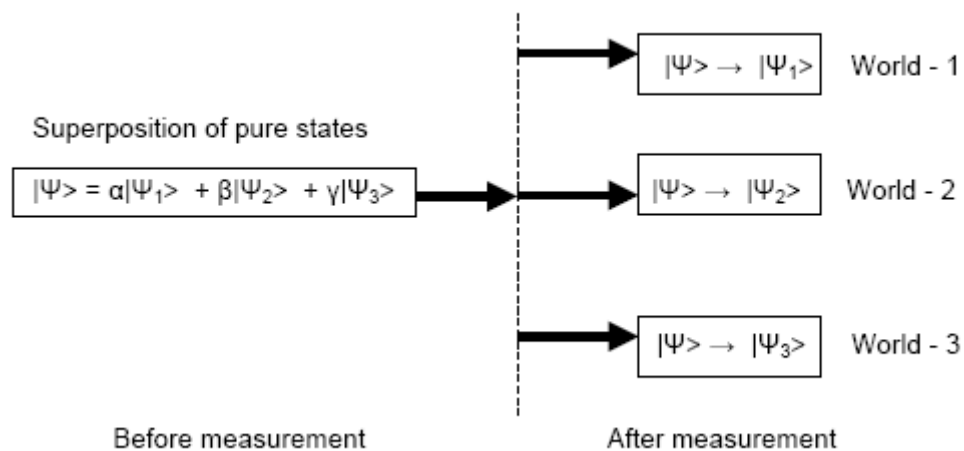 |Ψ> → |Ψ₁> World - 1
Superposition of pure states
|Ψ> = α|Ψ₁> + β|Ψ₂> + γ|Ψ₃>
|Ψ> → |Ψ₂> World - 2
|Ψ> → |Ψ₃> World - 3
Before measurement
After measurement